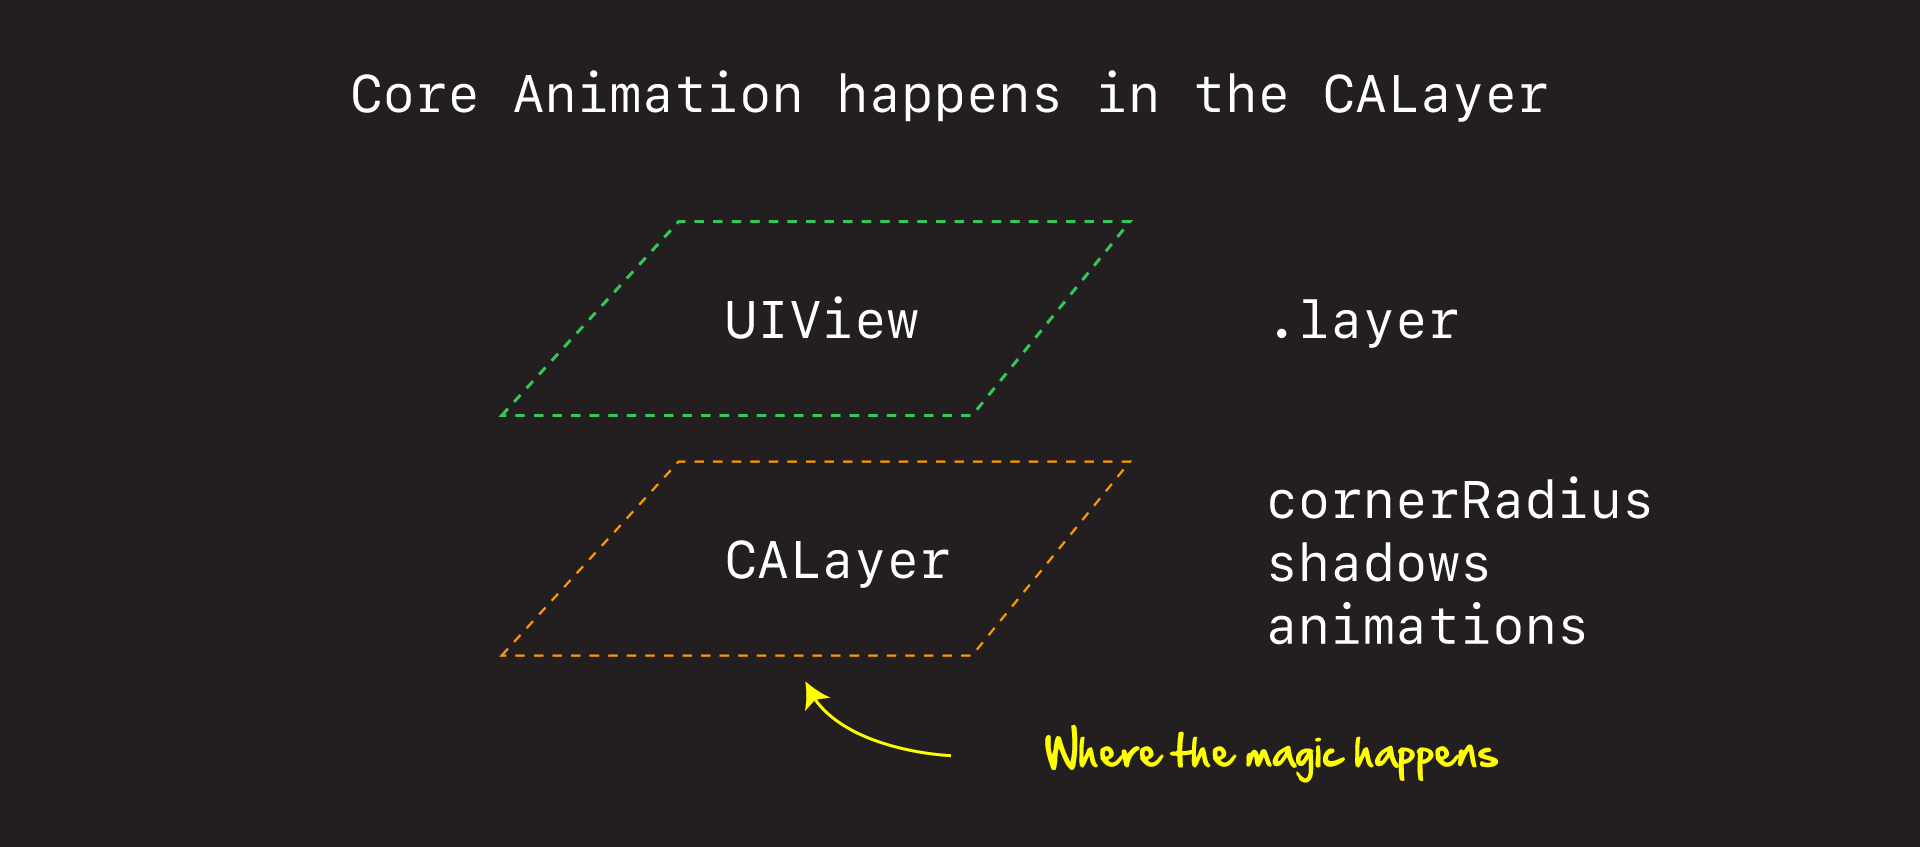 Core Animation happens in the CALayer
UIView
.layer
CALayer
cornerRadius
shadows
animations
Where the magic happens